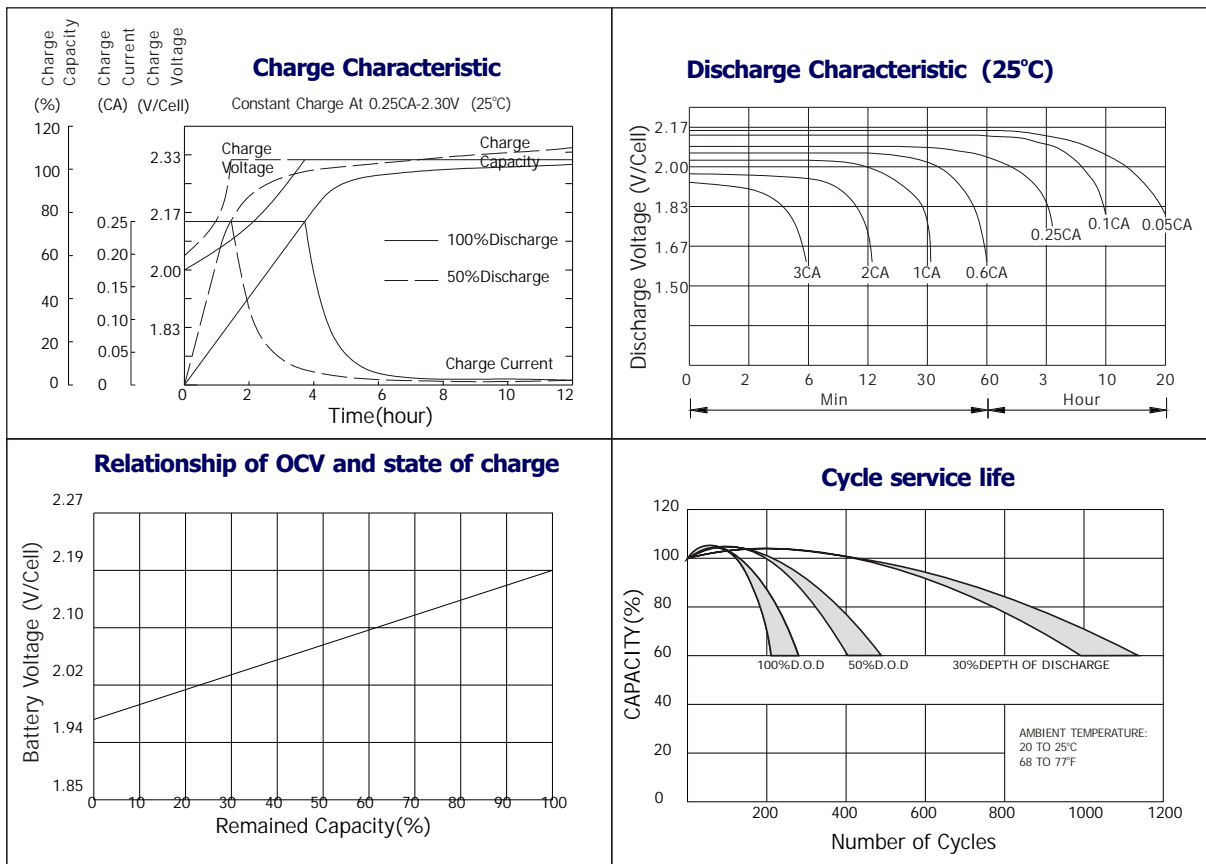 Charge
Capacity
Charge
Current
Charge
Voltage
(%)
(CA)
(V/Cell)
Charge Characteristic
Constant Charge At 0.25CA-2.30V (25°C)
120
100
80
60
40
20
0
0.25
0.20
0.15
0.10
0.05
0
2.33
2.17
2.00
1.83
Charge
Voltage
Charge
Capacity
100%Discharge
50%Discharge
Charge Current
0 2 4 6 8 10 12
Time(hour)
Discharge Characteristic (25°C)
Discharge Voltage (V/Cell)
2.17
2.00
1.83
1.67
1.50
3CA
2CA
1CA
0.6CA
0.25CA
0.1CA
0.05CA
0 2 6 12 30 60 3 10 20
Min
Hour
Relationship of OCV and state of charge
Battery Voltage (V/Cell)
2.27
2.19
2.10
2.02
1.94
1.85
0 10 20 30 40 50 60 70 80 90 100
Remained Capacity(%)
Cycle service life
CAPACITY(%)
120
100
80
60
40
20
0
100%D.O.D
50%D.O.D
30%DEPTH OF DISCHARGE
AMBIENT TEMPERATURE:
20 TO 25°C
68 TO 77°F
200 400 600 800 1000 1200
Number of Cycles